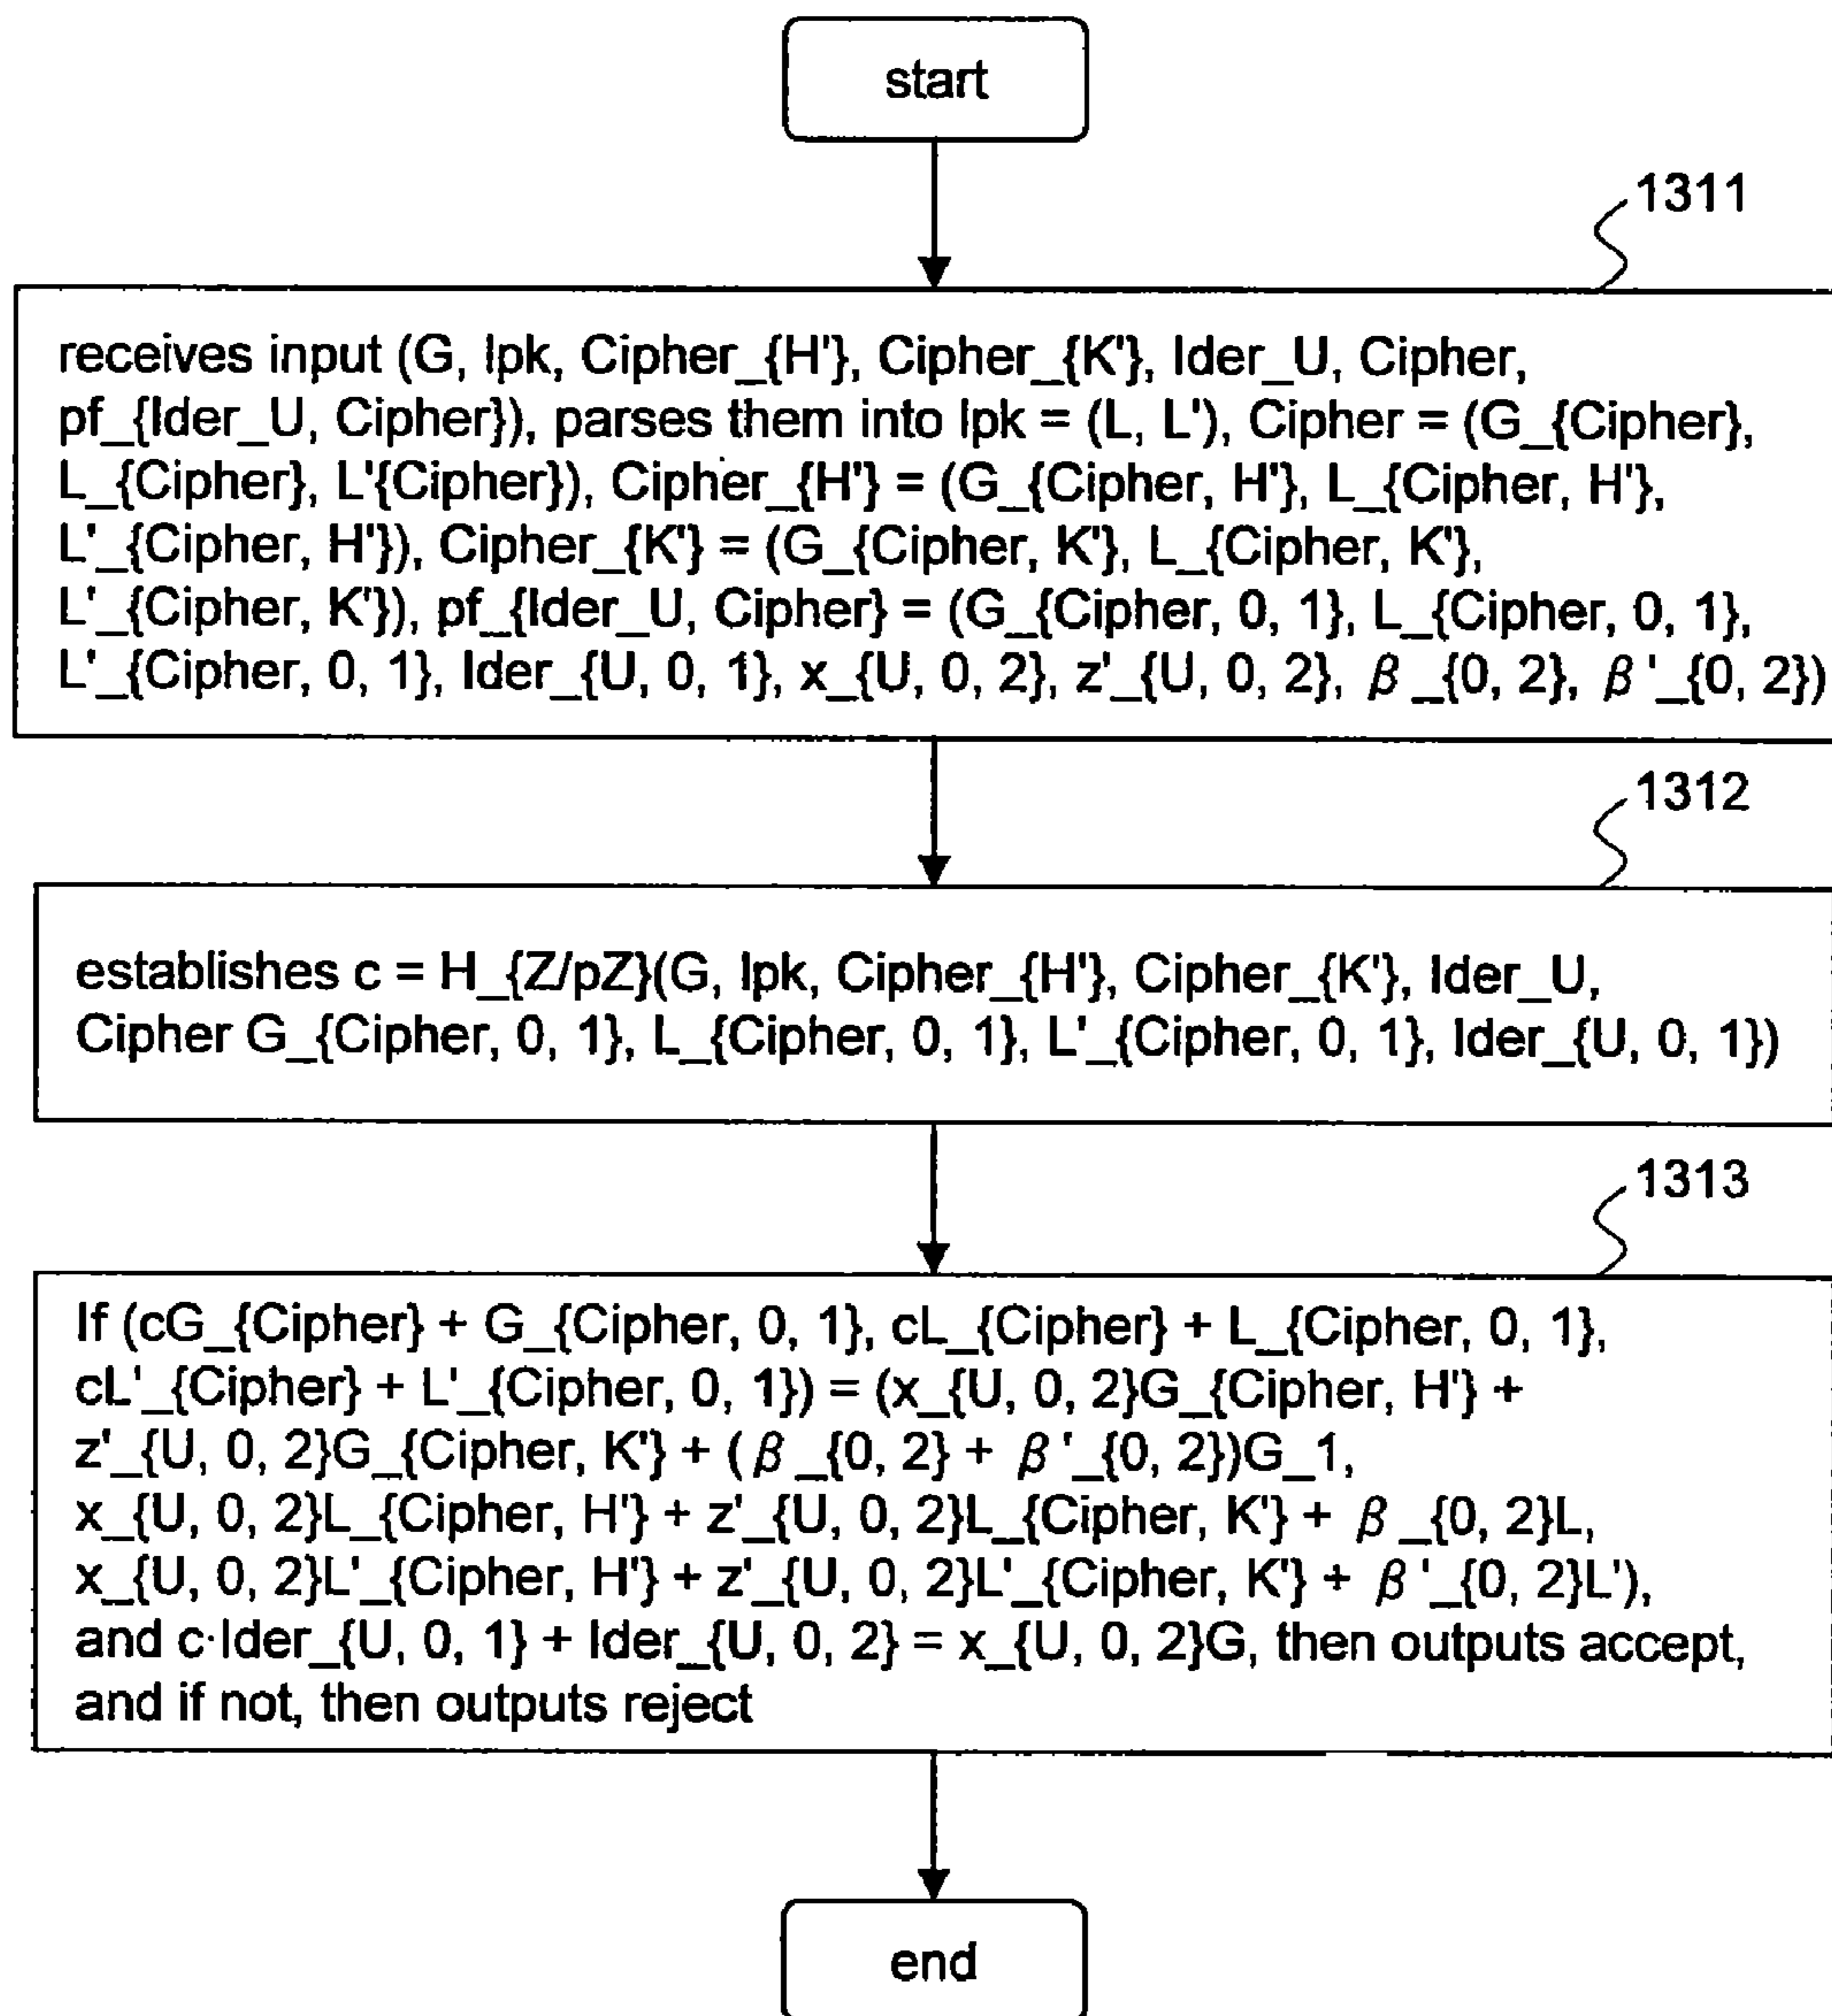 start
1311
receives input (G, lpk, Cipher_{H'}, Cipher_{K'}, Ider_U, Cipher,
pf_{Ider_U, Cipher}), parses them into lpk = (L, L'), Cipher = (G_{Cipher},
L_{Cipher}, L'{Cipher}), Cipher_{H'} = (G_{Cipher, H'}, L_{Cipher, H'},
L'_{Cipher, H'}), Cipher_{K'} = (G_{Cipher, K'}, L_{Cipher, K'},
L'_{Cipher, K'}), pf_{Ider_U, Cipher} = (G_{Cipher, 0, 1}, L_{Cipher, 0, 1},
L'_{Cipher, 0, 1}, Ider_{U, 0, 1}, x_{U, 0, 2}, z'_{U, 0, 2}, β_{0, 2}, β'_{0, 2})
1312
establishes c = H_{Z/pZ}(G, lpk, Cipher_{H'}, Cipher_{K'}, Ider_U,
Cipher G_{Cipher, 0, 1}, L_{Cipher, 0, 1}, L'_{Cipher, 0, 1}, Ider_{U, 0, 1})
1313
If (cG_{Cipher} + G_{Cipher, 0, 1}, cL_{Cipher} + L_{Cipher, 0, 1},
cL'_{Cipher} + L'_{Cipher, 0, 1}) = (x_{U, 0, 2}G_{Cipher, H'} +
z'_{U, 0, 2}G_{Cipher, K'} + (β_{0, 2} + β'_{0, 2})G_1,
x_{U, 0, 2}L_{Cipher, H'} + z'_{U, 0, 2}L_{Cipher, K'} + β_{0, 2}L,
x_{U, 0, 2}L'_{Cipher, H'} + z'_{U, 0, 2}L'_{Cipher, K'} + β'_{0, 2}L'),
and c·Ider_{U, 0, 1} + Ider_{U, 0, 2} = x_{U, 0, 2}G, then outputs accept,
and if not, then outputs reject
end